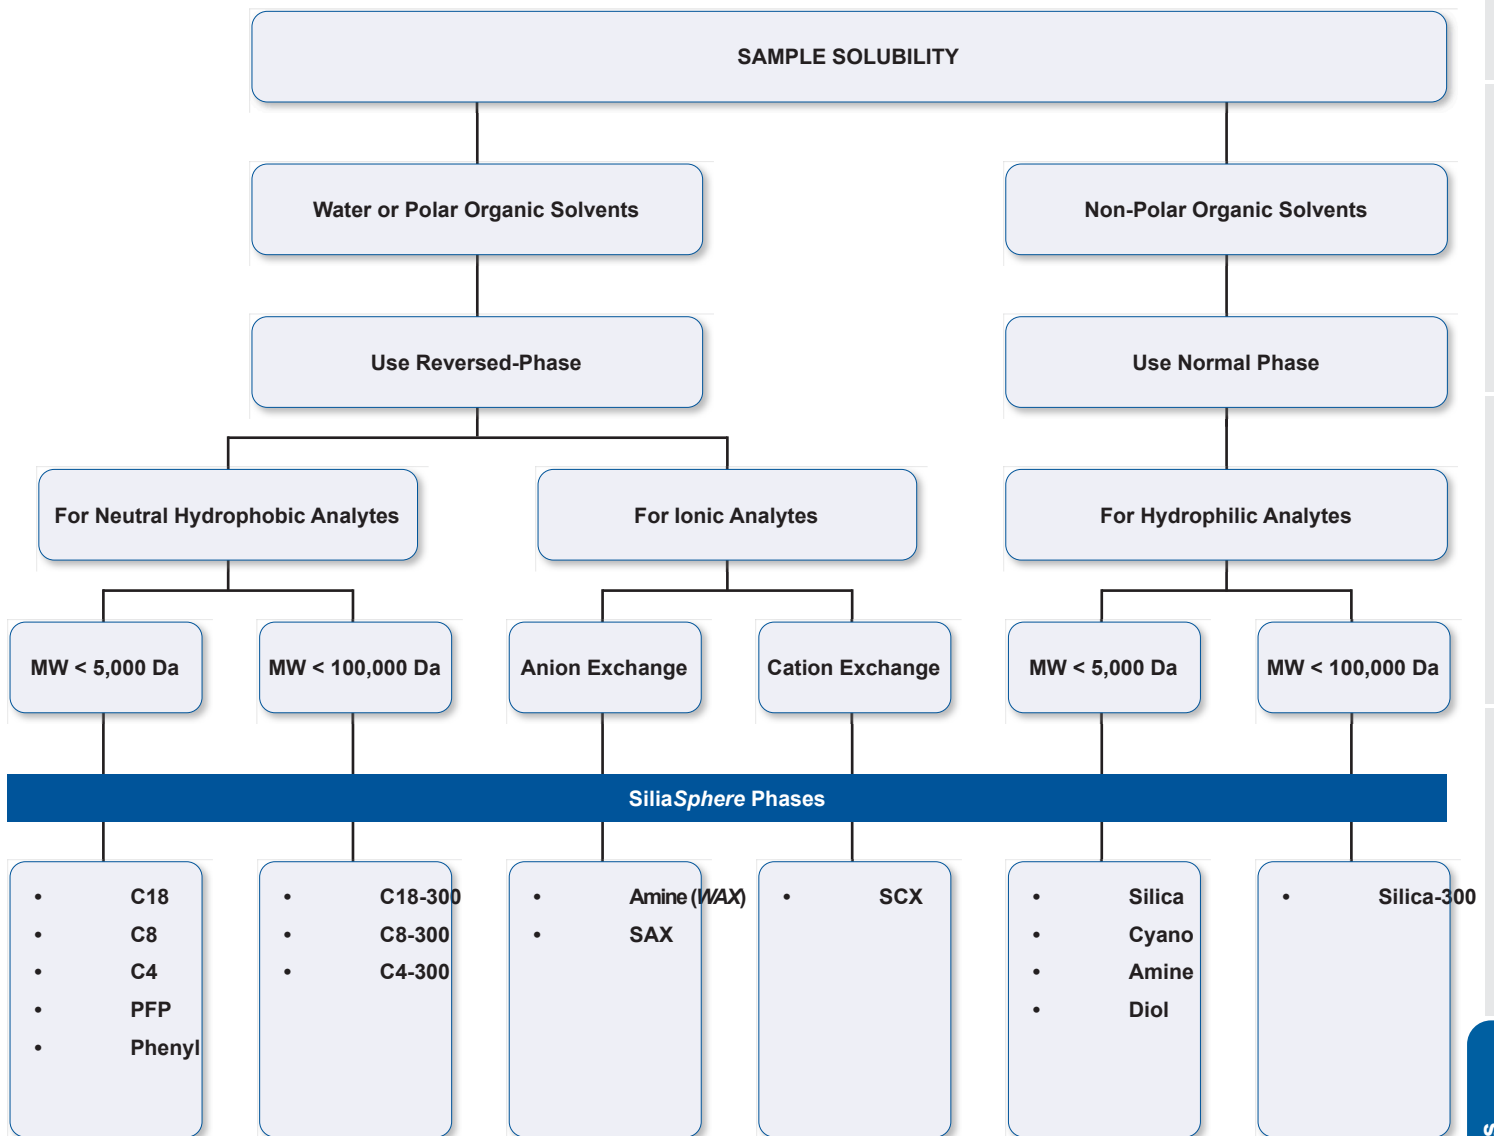 SAMPLE SOLUBILITY
Water or Polar Organic Solvents
Non-Polar Organic Solvents
Use Reversed-Phase
Use Normal Phase
For Neutral Hydrophobic Analytes
For Ionic Analytes
For Hydrophilic Analytes
MW < 5,000 Da
MW < 100,000 Da
Anion Exchange
Cation Exchange
MW < 5,000 Da
MW < 100,000 Da
SiliaSphere Phases
• C18
• C8
• C4
• PFP
• Phenyl
• C18-300
• C8-300
• C4-300
• Amine (WAX)
• SAX
• SCX
• Silica
• Cyano
• Amine
• Diol
• Silica-300